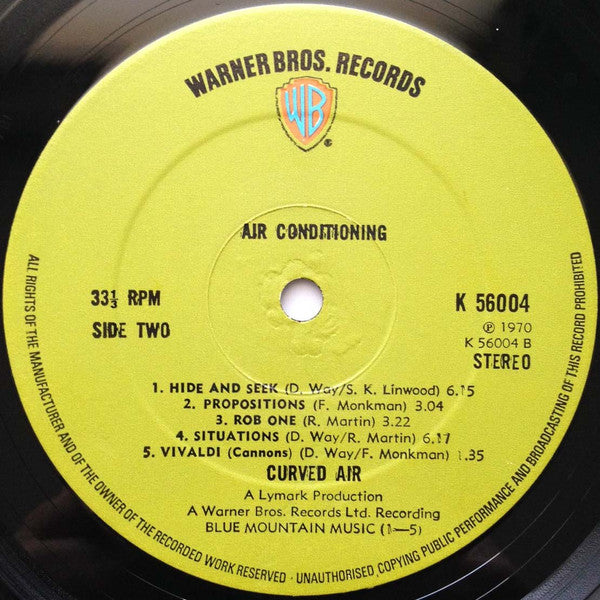 WARNER BROS. RECORDS
WB
®
AIR CONDITIONING
33⅓ RPM
SIDE TWO
K 56004
℗ 1970
K 56004 B
STEREO
1. HIDE AND SEEK (D. Way/S. K. Linwood) 6.15
2. PROPOSITIONS (F. Monkman) 3.04
3. ROB ONE (R. Martin) 3.22
4. SITUATIONS (D. Way/R. Martin) 6.17
5. VIVALDI (Cannons) (D. Way/F. Monkman) 1.35
CURVED AIR
A Lymark Production
A Warner Bros. Records Ltd. Recording
BLUE MOUNTAIN MUSIC (1—5)
ALL RIGHTS OF THE MANUFACTURER AND OF THE OWNER OF THE RECORDED WORK RESERVED · UNAUTHORISED COPYING PUBLIC PERFORMANCE AND BROADCASTING OF THIS RECORD PROHIBITED